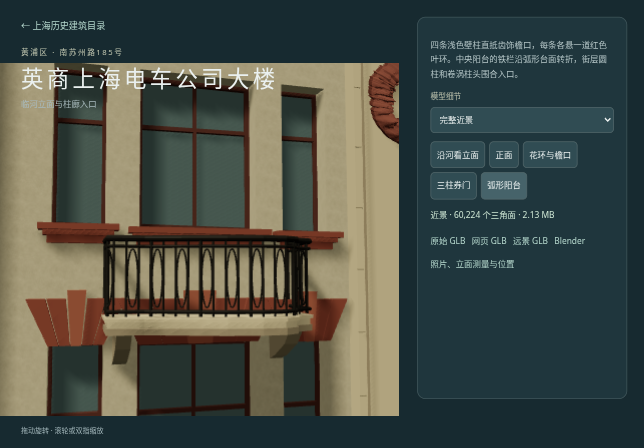 ← 上海历史建筑目录
黄浦区 · 南苏州路185号
英商上海电车公司大楼
临河立面与柱廊入口
四条浅色壁柱直抵齿饰檐口，每条各悬一道红色
叶环。中央阳台的铁栏沿弧形台面转折，街层圆
柱和卷涡柱头围合入口。
模型细节
完整近景
沿河看立面
正面
花环与檐口
三柱券门
弧形阳台
近景 · 60,224 个三角面 · 2.13 MB
原始 GLB 网页 GLB 远景 GLB Blender
照片、立面测量与位置
拖动旋转 · 滚轮或双指缩放